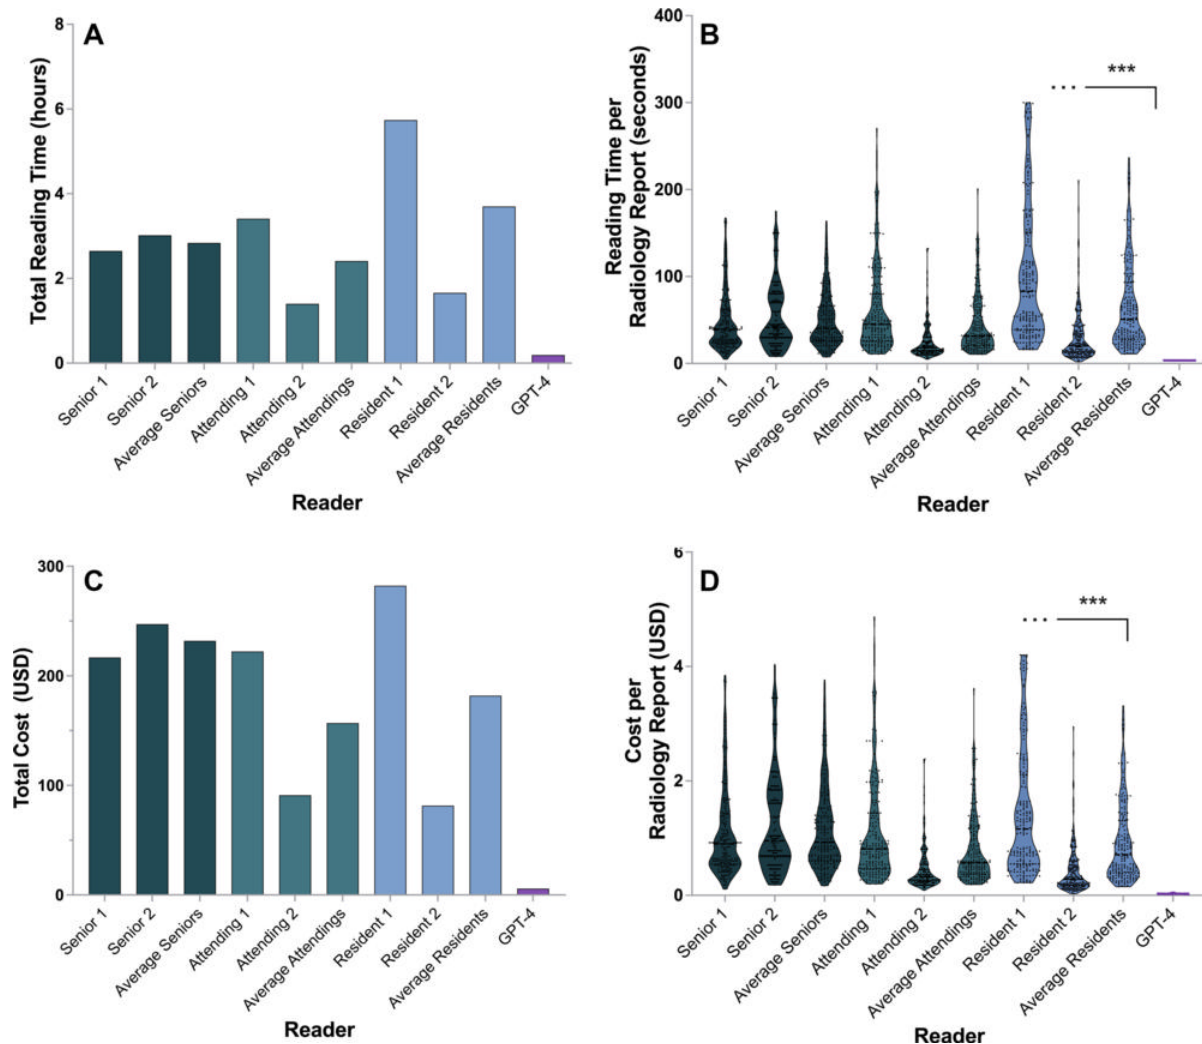 A
Total Reading Time (hours)
8
6
4
2
0
Senior 1
Senior 2
Average Seniors
Attending 1
Attending 2
Average Attendings
Resident 1
Resident 2
Average Residents
GPT-4
Reader
B
Reading Time per
Radiology Report (seconds)
400
300
200
100
0
***
Senior 1
Senior 2
Average Seniors
Attending 1
Attending 2
Average Attendings
Resident 1
Resident 2
Average Residents
GPT-4
Reader
C
Total Cost (USD)
300
200
100
0
Senior 1
Senior 2
Average Seniors
Attending 1
Attending 2
Average Attendings
Resident 1
Resident 2
Average Residents
GPT-4
Reader
D
Cost per
Radiology Report (USD)
6
4
2
0
***
Senior 1
Senior 2
Average Seniors
Attending 1
Attending 2
Average Attendings
Resident 1
Resident 2
Average Residents
GPT-4
Reader